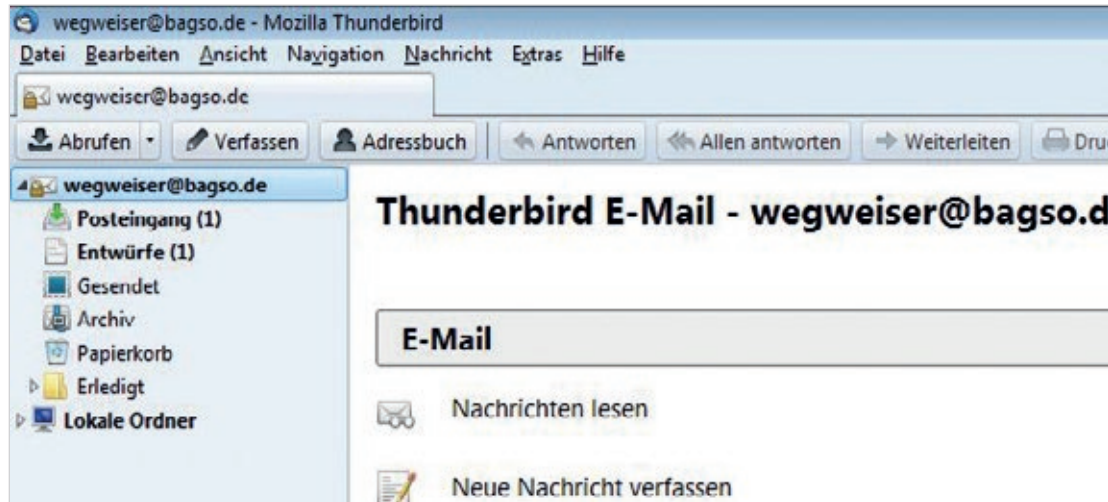 wegweiser@bagso.de - Mozilla Thunderbird
Datei Bearbeiten Ansicht Navigation Nachricht Extras Hilfe
wegweiser@bagso.de
Abrufen Verfassen Adressbuch Antworten Allen antworten Weiterleiten Dru
wegweiser@bagso.de
Posteingang (1)
Entwürfe (1)
Gesendet
Archiv
Papierkorb
Erledigt
Lokale Ordner
Thunderbird E-Mail - wegweiser@bagso.d
E-Mail
Nachrichten lesen
Neue Nachricht verfassen